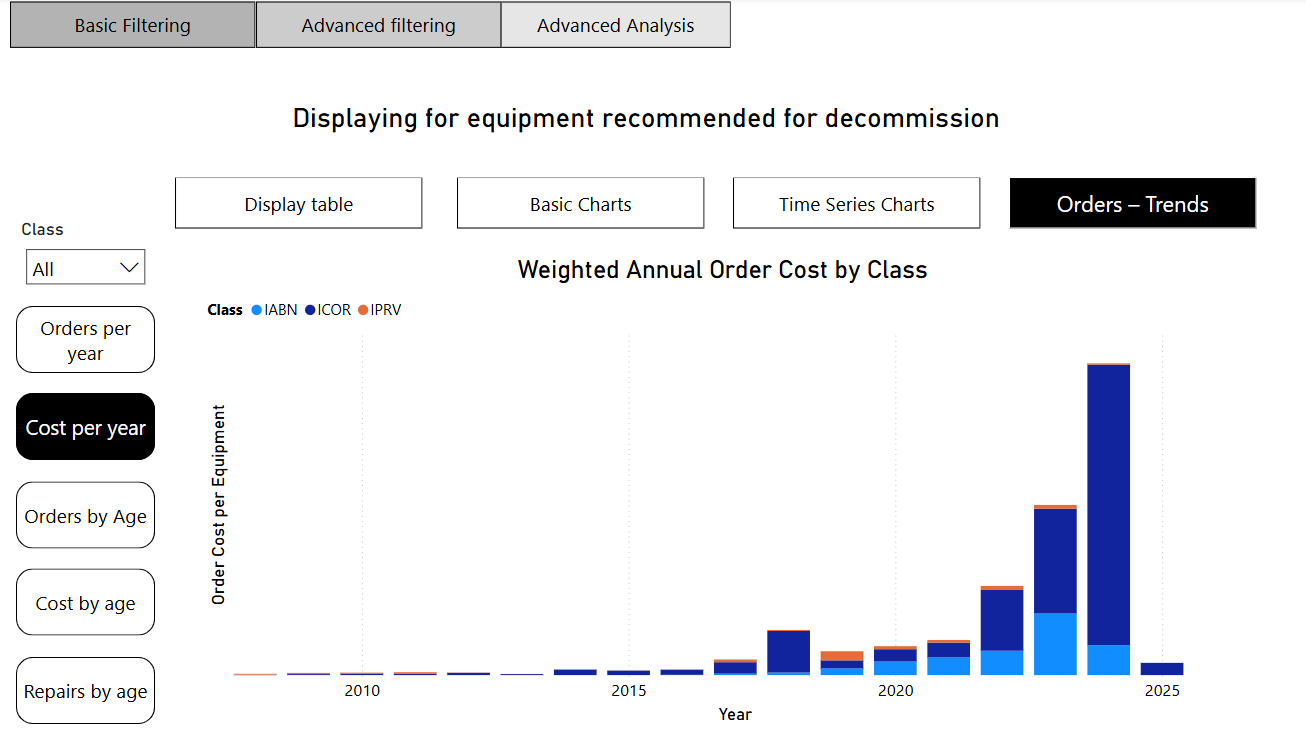 Basic Filtering
Advanced filtering
Advanced Analysis
Displaying for equipment recommended for decommission
Display table
Basic Charts
Time Series Charts
Orders – Trends
Class
All
Orders per
year
Cost per year
Orders by Age
Cost by age
Repairs by age
Weighted Annual Order Cost by Class
Class IABN ICOR IPRV
Order Cost per Equipment
2010 2015 2020 2025
Year